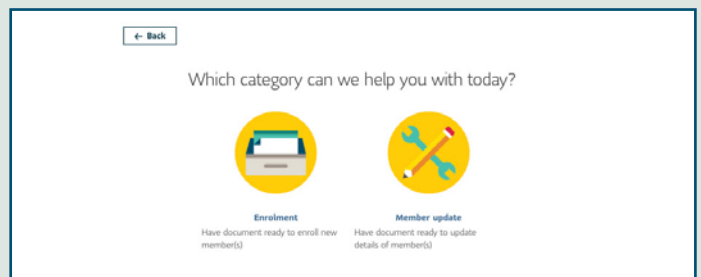 ← Back
Which category can we help you with today?
Enrolment
Have document ready to enroll new
member(s)
Member update
Have document ready to update
details of member(s)